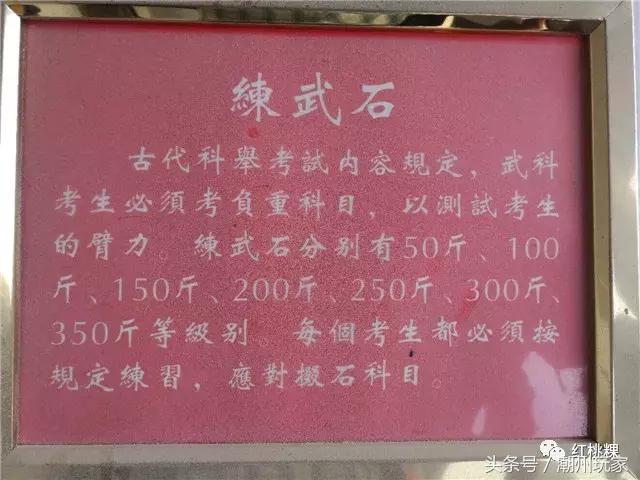 練武石
古代科舉考試内容規定，武科
考生必須考負重科目，以測試考生
的臂力。練武石分别有50斤、100
斤、150斤、200斤、250斤、300斤、
350斤等級别。每個考生都必須按
規定練習，應對掇石科目。
红桃粿
头条号/潮州玩家